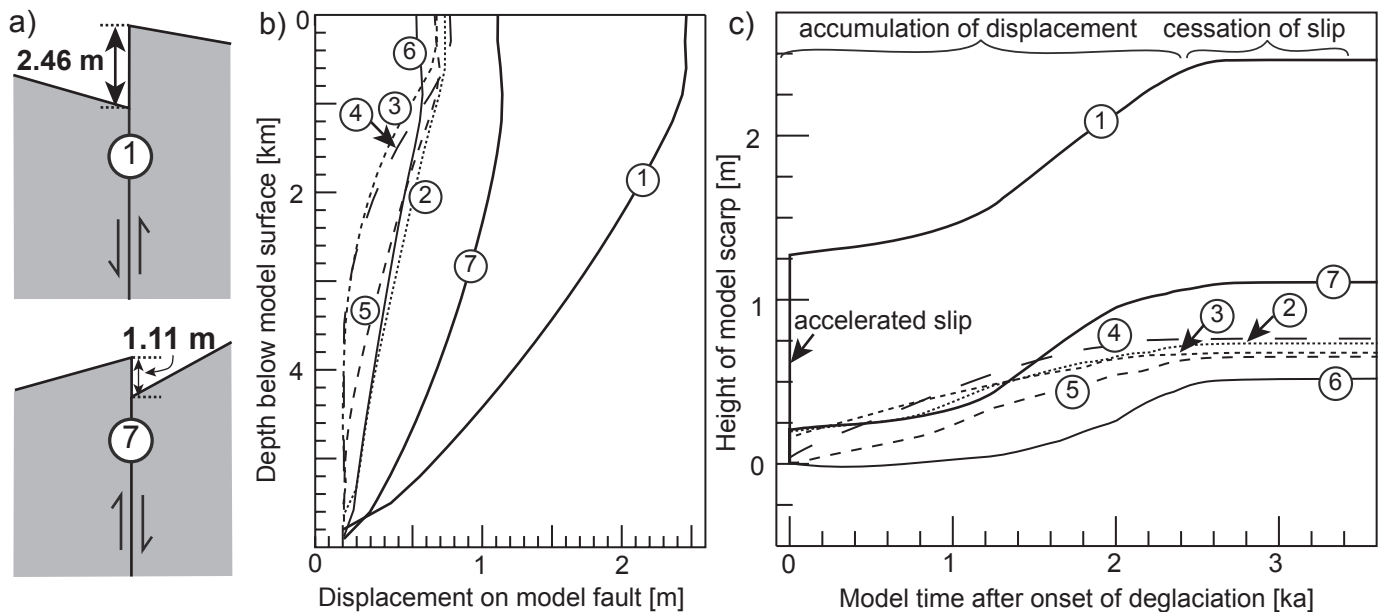 a)
2.46 m
1
1.11 m
7
b)
0
2
4
Depth below model surface [km]
6
3
4
2
1
7
5
0
1
2
Displacement on model fault [m]
c)
accumulation of displacement
cessation of slip
1
2
1
0
Height of model scarp [m]
accelerated slip
7
2
3
4
5
6
0
1
2
3
Model time after onset of deglaciation [ka]